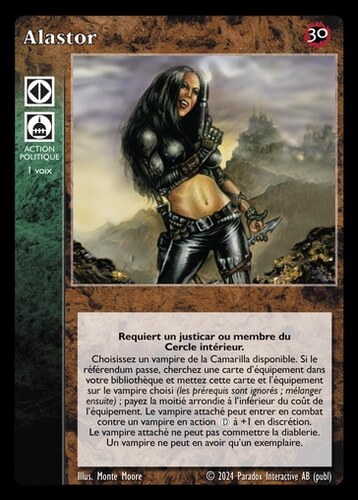 Alastor
30
ACTION
POLITIQUE
1 voix
Requiert un justicar ou membre du
Cercle intérieur.
Choisissez un vampire de la Camarilla disponible. Si le
référendum passe, cherchez une carte d'équipement dans
votre bibliothèque et mettez cette carte et l'équipement
sur le vampire choisi (les prérequis sont ignorés ; mélanger
ensuite) ; payez la moitié arrondie à l'inférieur du coût de
l'équipement. Le vampire attaché peut entrer en combat
contre un vampire en action Ⓓ à +1 en discrétion.
Le vampire attaché ne peut pas commettre la diablerie.
Un vampire ne peut en avoir qu'un exemplaire.
Illus. Monte Moore © 2024 Paradox Interactive AB (publ)